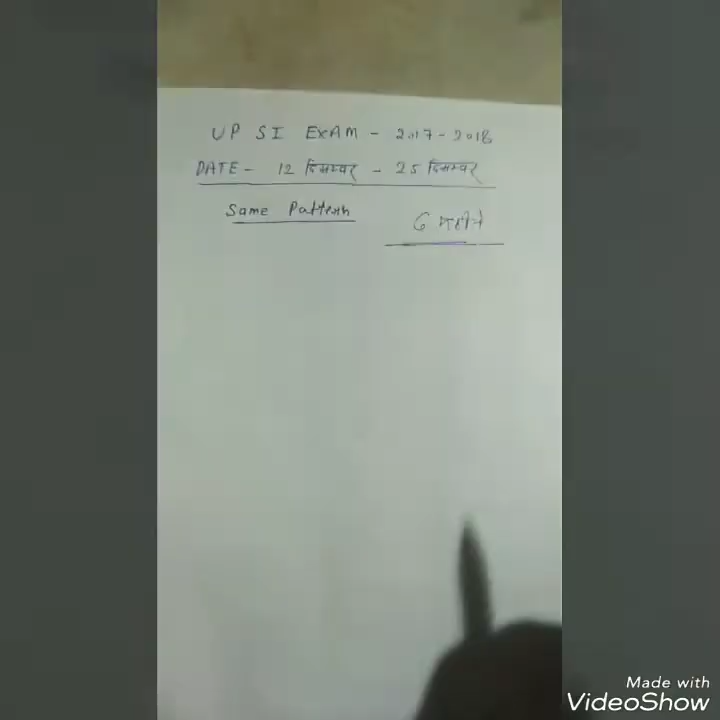 UP SI EXAM - 2017-2018
DATE - 12 दिसम्बर - 25 दिसम्बर
Same Pattern
6 महीने
Made with
VideoShow